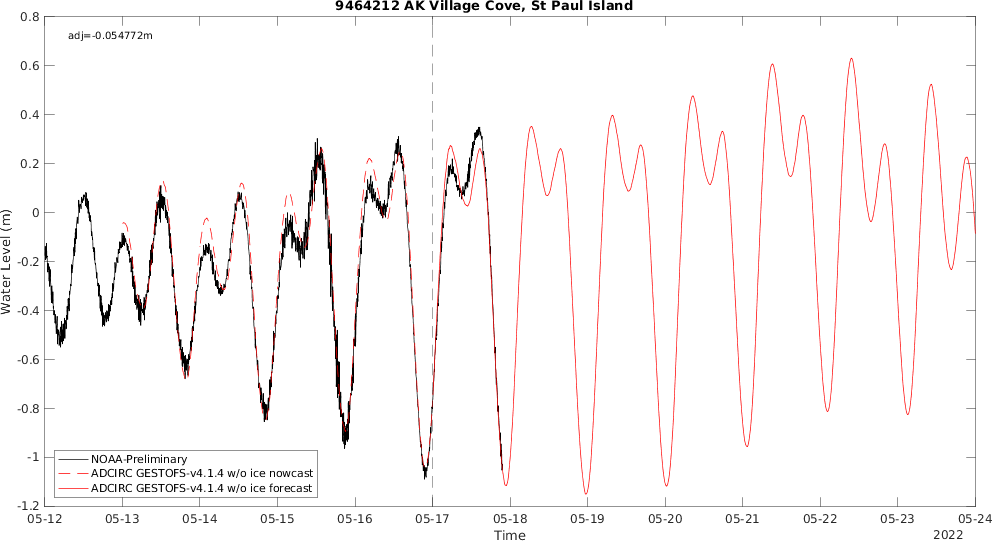 9464212 AK Village Cove, St Paul Island
adj=-0.054772m
0.8
0.6
0.4
0.2
0
-0.2
-0.4
-0.6
-0.8
-1
-1.2
Water Level (m)
NOAA-Preliminary
ADCIRC GESTOFS-v4.1.4 w/o ice nowcast
ADCIRC GESTOFS-v4.1.4 w/o ice forecast
05-12 05-13 05-14 05-15 05-16 05-17 05-18 05-19 05-20 05-21 05-22 05-23 05-24
Time
2022